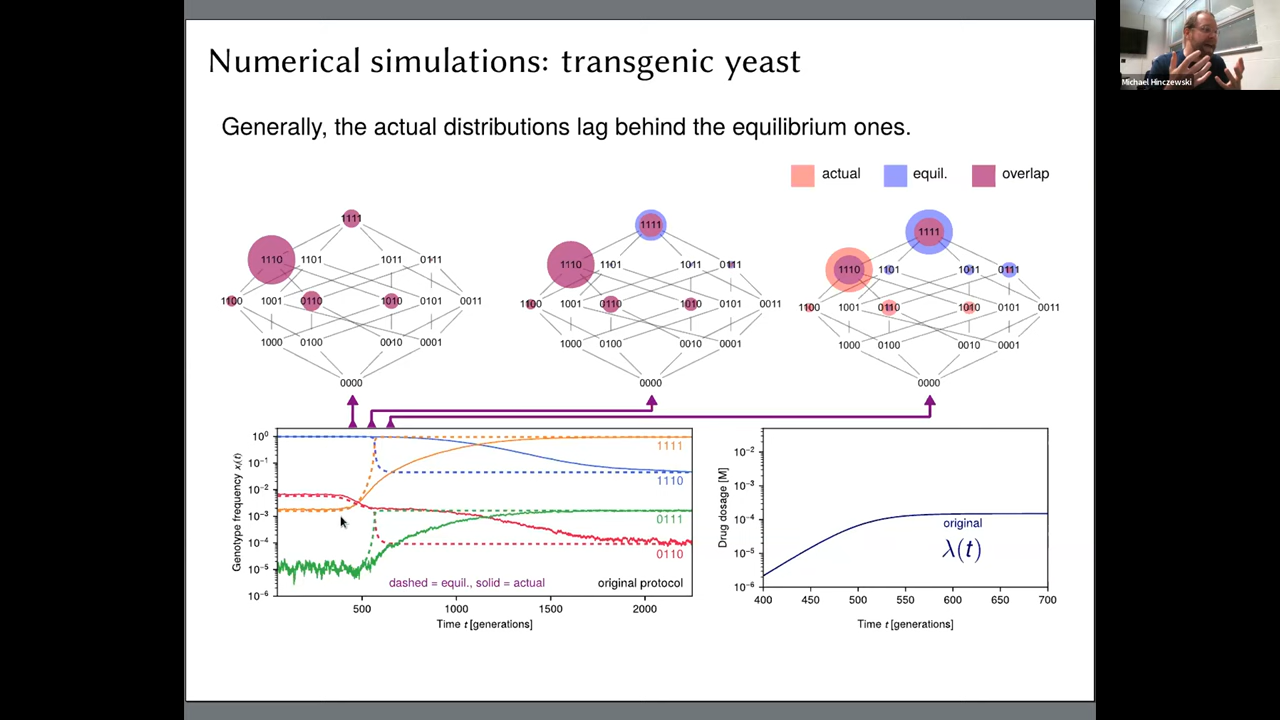 Numerical simulations: transgenic yeast
Michael Hinczewski
Generally, the actual distributions lag behind the equilibrium ones.
actual equil. overlap
1111 1111 1111
1110 1101 1011 0111 1110 1101 1011 0111 1110 1101 1011 0111
1100 1001 0110 1010 0101 0011 1100 1001 0110 1010 0101 0011 1100 1001 0110 1010 0101 0011
1000 0100 0010 0001 1000 0100 0010 0001 1000 0100 0010 0001
0000 0000 0000
Genotype frequency xᵢ(t)
10⁰
10⁻¹
10⁻²
10⁻³
10⁻⁴
10⁻⁵
10⁻⁶
1111
1110
0111
0110
dashed = equil., solid = actual original protocol
500 1000 1500 2000
Time t [generations]
Drug dosage [M]
10⁻²
10⁻³
10⁻⁴
10⁻⁵
10⁻⁶
original
λ(t)
400 450 500 550 600 650 700
Time t [generations]